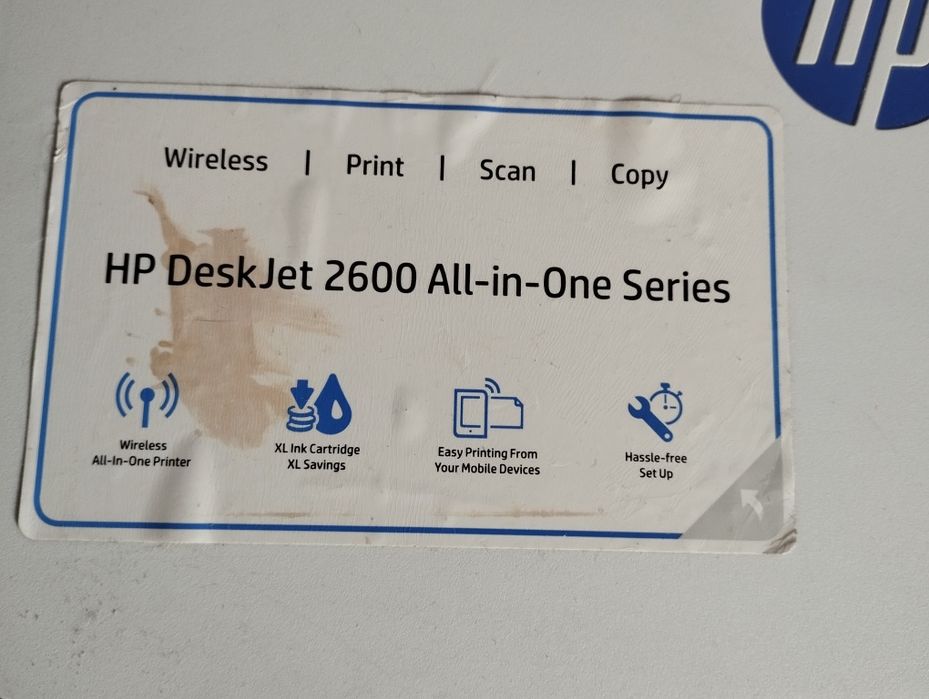 hp
Wireless | Print | Scan | Copy
HP DeskJet 2600 All-in-One Series
Wireless
All-In-One Printer
XL Ink Cartridge
XL Savings
Easy Printing From
Your Mobile Devices
Hassle-free
Set Up